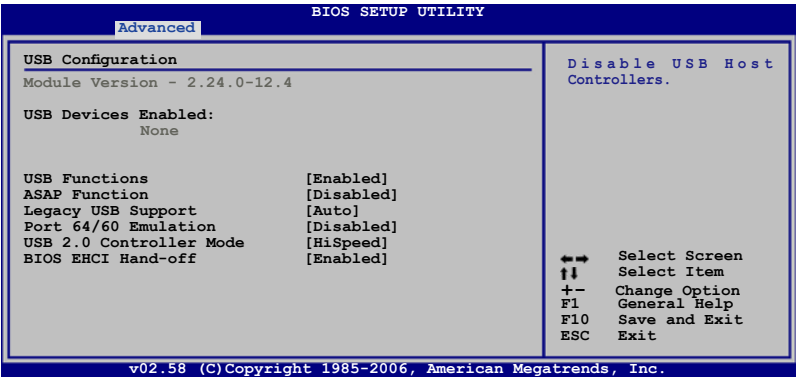 BIOS SETUP UTILITY
Advanced
USB Configuration
Module Version - 2.24.0-12.4
USB Devices Enabled:
None
USB Functions [Enabled]
ASAP Function [Disabled]
Legacy USB Support [Auto]
Port 64/60 Emulation [Disabled]
USB 2.0 Controller Mode [HiSpeed]
BIOS EHCI Hand-off [Enabled]
Disable USB Host
Controllers.
←→ Select Screen
↑↓ Select Item
+- Change Option
F1 General Help
F10 Save and Exit
ESC Exit
v02.58 (C)Copyright 1985-2006, American Megatrends, Inc.